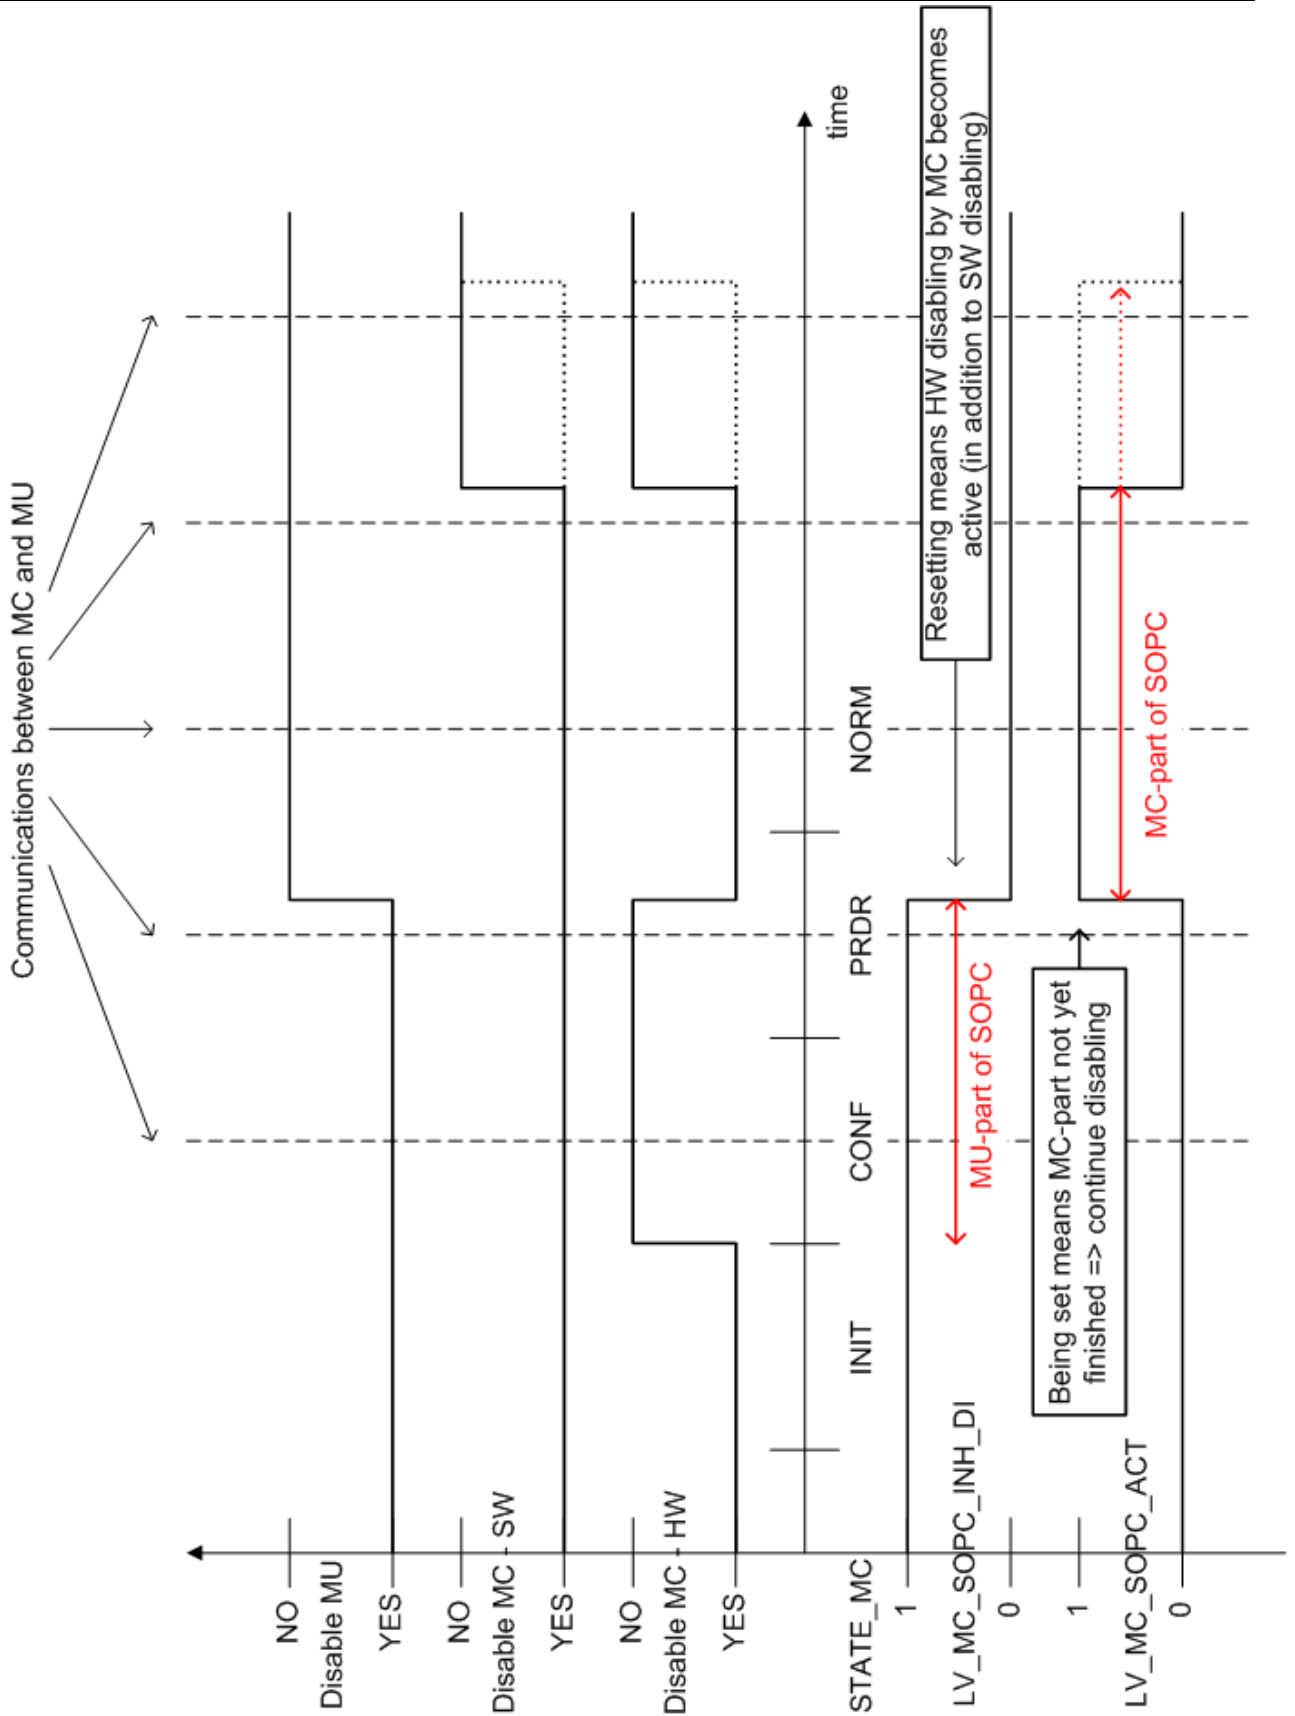 Communications between MC and MU
NO
Disable MU
YES
NO
Disable MC - SW
YES
NO
Disable MC - HW
YES
time
STATE_MC
INIT
CONF
PRDR
NORM
1
LV_MC_SOPC_INH_DI
0
MU-part of SOPC
Resetting means HW disabling by MC becomes
active (in addition to SW disabling)
1
LV_MC_SOPC_ACT
0
Being set means MC-part not yet
finished => continue disabling
MC-part of SOPC